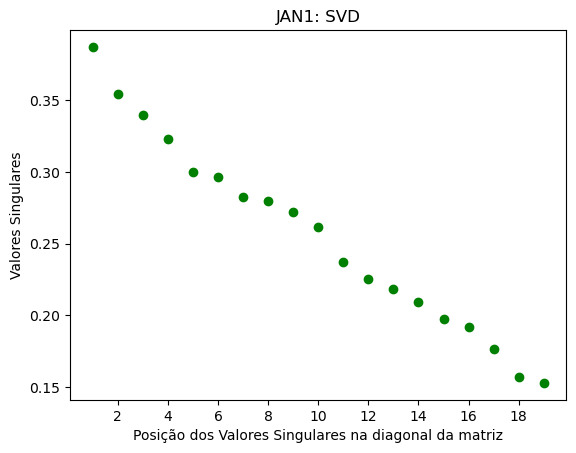 JAN1: SVD
Valores Singulares
0.35
0.30
0.25
0.20
0.15
2 4 6 8 10 12 14 16 18
Posição dos Valores Singulares na diagonal da matriz